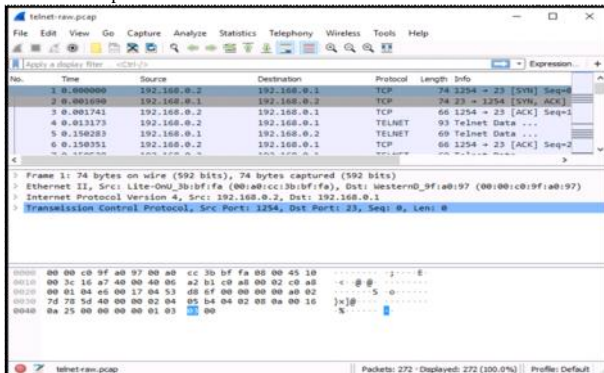 telnet-raw.pcap
File Edit View Go Capture Analyze Statistics Telephony Wireless Tools Help
Apply a display filter ... <Ctrl-/>
Expression... +
No. Time Source Destination Protocol Length Info
1 0.000000 192.168.0.2 192.168.0.1 TCP 74 1254 → 23 [SYN] Seq=0
2 0.001690 192.168.0.1 192.168.0.2 TCP 74 23 → 1254 [SYN, ACK]
3 0.001741 192.168.0.2 192.168.0.1 TCP 66 1254 → 23 [ACK] Seq=1
4 0.013173 192.168.0.2 192.168.0.1 TELNET 93 Telnet Data ...
5 0.150283 192.168.0.1 192.168.0.2 TELNET 69 Telnet Data ...
6 0.150351 192.168.0.2 192.168.0.1 TCP 66 1254 → 23 [ACK] Seq=2
Frame 1: 74 bytes on wire (592 bits), 74 bytes captured (592 bits)
Ethernet II, Src: Lite-OnU_3b:bf:fa (00:a0:cc:3b:bf:fa), Dst: WesternD_9f:a0:97 (00:00:c0:9f:a0:97)
Internet Protocol Version 4, Src: 192.168.0.2, Dst: 192.168.0.1
Transmission Control Protocol, Src Port: 1254, Dst Port: 23, Seq: 0, Len: 0
0000 00 00 c0 9f a0 97 00 a0 cc 3b bf fa 08 00 45 10
0010 00 3c 16 a7 40 00 40 06 a2 b1 c0 a8 00 02 c0 a8
0020 00 01 04 e6 00 17 04 53 d8 6f 00 00 00 00 a0 02
0030 7d 78 5d 40 00 00 02 04 05 b4 04 02 08 0a 00 16
0040 0a 25 00 00 00 00 01 03 03 00
telnet-raw.pcap
Packets: 272 · Displayed: 272 (100.0%)
Profile: Default